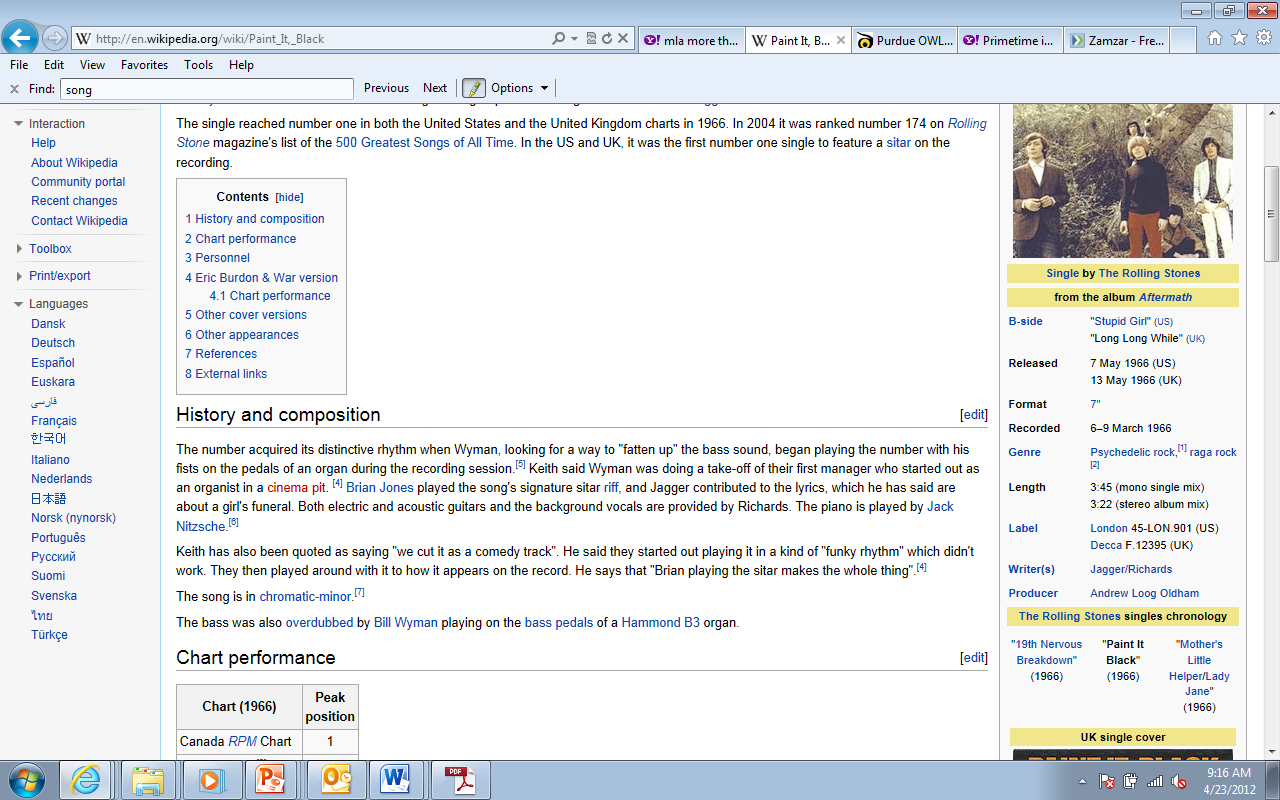 http://en.wikipedia.org/wiki/Paint_It,_Black
mla more th...
Paint It, B...
Purdue OWL...
Primetime i...
Zamzar - Fre...
File Edit View Favorites Tools Help
Find: song Previous Next Options
Interaction
Help
About Wikipedia
Community portal
Recent changes
Contact Wikipedia
Toolbox
Print/export
Languages
Dansk
Deutsch
Español
Euskara
فارسی
Français
한국어
Italiano
Nederlands
日本語
Norsk (nynorsk)
Português
Русский
Suomi
Svenska
ไทย
Türkçe
The single reached number one in both the United States and the United Kingdom charts in 1966. In 2004 it was ranked number 174 on Rolling
Stone magazine's list of the 500 Greatest Songs of All Time. In the US and UK, it was the first number one single to feature a sitar on the
recording.
Contents [hide]
1 History and composition
2 Chart performance
3 Personnel
4 Eric Burdon & War version
4.1 Chart performance
5 Other cover versions
6 Other appearances
7 References
8 External links
History and composition [edit]
The number acquired its distinctive rhythm when Wyman, looking for a way to "fatten up" the bass sound, began playing the number with his
fists on the pedals of an organ during the recording session.[5] Keith said Wyman was doing a take-off of their first manager who started out as
an organist in a cinema pit. [4] Brian Jones played the song's signature sitar riff, and Jagger contributed to the lyrics, which he has said are
about a girl's funeral. Both electric and acoustic guitars and the background vocals are provided by Richards. The piano is played by Jack
Nitzsche.[6]
Keith has also been quoted as saying "we cut it as a comedy track". He said they started out playing it in a kind of "funky rhythm" which didn't
work. They then played around with it to how it appears on the record. He says that "Brian playing the sitar makes the whole thing".[4]
The song is in chromatic-minor.[7]
The bass was also overdubbed by Bill Wyman playing on the bass pedals of a Hammond B3 organ.
Chart performance [edit]
Chart (1966) Peak
position
Canada RPM Chart 1
Single by The Rolling Stones
from the album Aftermath
B-side "Stupid Girl" (US)
"Long Long While" (UK)
Released 7 May 1966 (US)
13 May 1966 (UK)
Format 7"
Recorded 6–9 March 1966
Genre Psychedelic rock,[1] raga rock
[2]
Length 3:45 (mono single mix)
3:22 (stereo album mix)
Label London 45-LON.901 (US)
Decca F.12395 (UK)
Writer(s) Jagger/Richards
Producer Andrew Loog Oldham
The Rolling Stones singles chronology
"19th Nervous
Breakdown"
(1966)
"Paint It
Black"
(1966)
"Mother's
Little
Helper/Lady
Jane"
(1966)
UK single cover
9:16 AM
4/23/2012